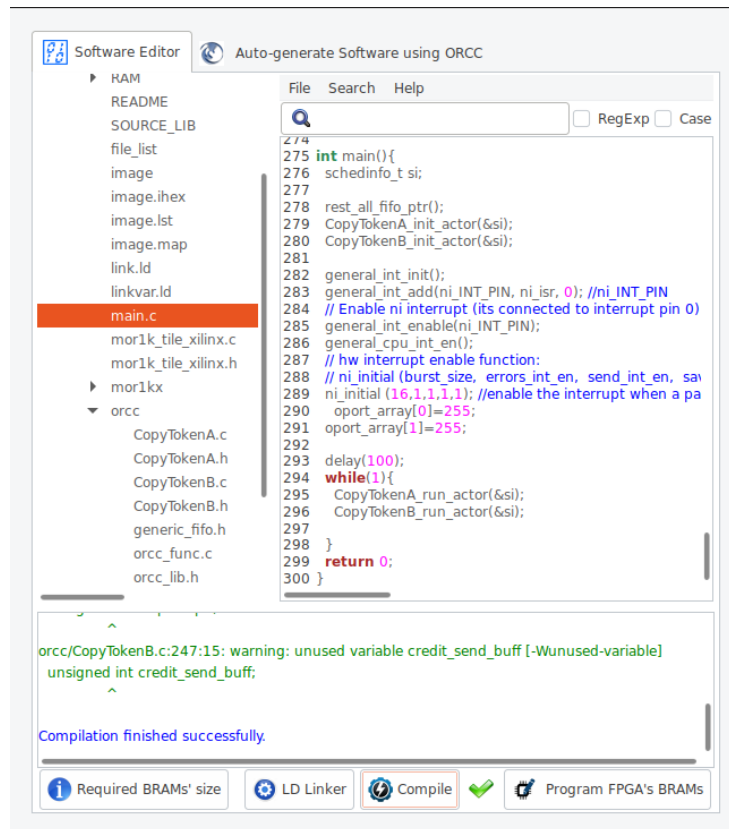 Software Editor
Auto-generate Software using ORCC
RAM
README
SOURCE_LIB
file_list
image
image.ihex
image.lst
image.map
link.ld
linkvar.ld
main.c
mor1k_tile_xilinx.c
mor1k_tile_xilinx.h
mor1kx
orcc
CopyTokenA.c
CopyTokenA.h
CopyTokenB.c
CopyTokenB.h
generic_fifo.h
orcc_func.c
orcc_lib.h
File Search Help
RegExp Case
274
275 int main(){
276 schedinfo_t si;
277
278 rest_all_fifo_ptr();
279 CopyTokenA_init_actor(&si);
280 CopyTokenB_init_actor(&si);
281
282 general_int_init();
283 general_int_add(ni_INT_PIN, ni_isr, 0); //ni_INT_PIN
284 // Enable ni interrupt (its connected to interrupt pin 0)
285 general_int_enable(ni_INT_PIN);
286 general_cpu_int_en();
287 // hw interrupt enable function:
288 // ni_initial (burst_size, errors_int_en, send_int_en, sav
289 ni_initial (16,1,1,1,1); //enable the interrupt when a pa
290 oport_array[0]=255;
291 oport_array[1]=255;
292
293 delay(100);
294 while(1){
295 CopyTokenA_run_actor(&si);
296 CopyTokenB_run_actor(&si);
297
298 }
299 return 0;
300 }
^
orcc/CopyTokenB.c:247:15: warning: unused variable credit_send_buff [-Wunused-variable]
unsigned int credit_send_buff;
^
Compilation finished successfully.
Required BRAMs' size
LD Linker
Compile
Program FPGA's BRAMs